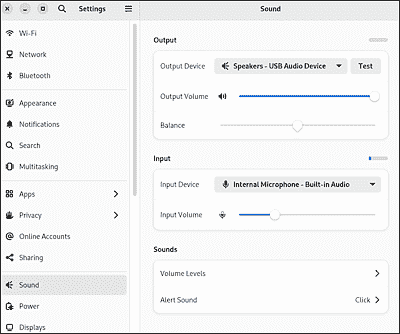 Settings
Sound
Wi-Fi
Network
Bluetooth
Appearance
Notifications
Search
Multitasking
Apps
Privacy
Online Accounts
Sharing
Sound
Power
Displays
Output
Output Device
Speakers - USB Audio Device
Test
Output Volume
Balance
Input
Input Device
Internal Microphone - Built-in Audio
Input Volume
Sounds
Volume Levels
Alert Sound
Click